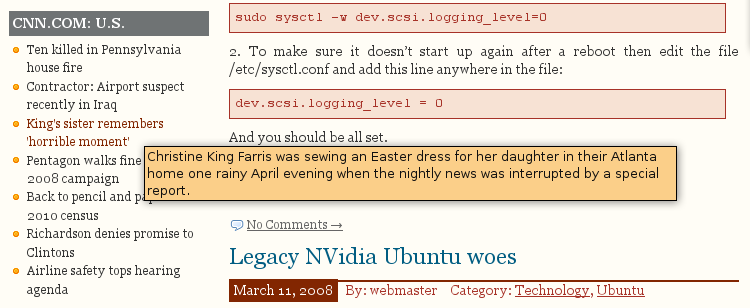 CNN.COM: U.S.
Ten killed in Pennsylvania
house fire
Contractor: Airport suspect
recently in Iraq
King's sister remembers
'horrible moment'
Pentagon walks fine
2008 campaign
Back to pencil and
2010 census
Richardson denies promise to
Clintons
Airline safety tops hearing
agenda
sudo sysctl -w dev.scsi.logging_level=0
2. To make sure it doesn't start up again after a reboot then edit the file
/etc/sysctl.conf and add this line anywhere in the file:
dev.scsi.logging_level = 0
And you should be all set.
Christine King Farris was sewing an Easter dress for her daughter in their Atlanta
home one rainy April evening when the nightly news was interrupted by a special
report.
No Comments →
Legacy NVidia Ubuntu woes
March 11, 2008 By: webmaster Category: Technology, Ubuntu